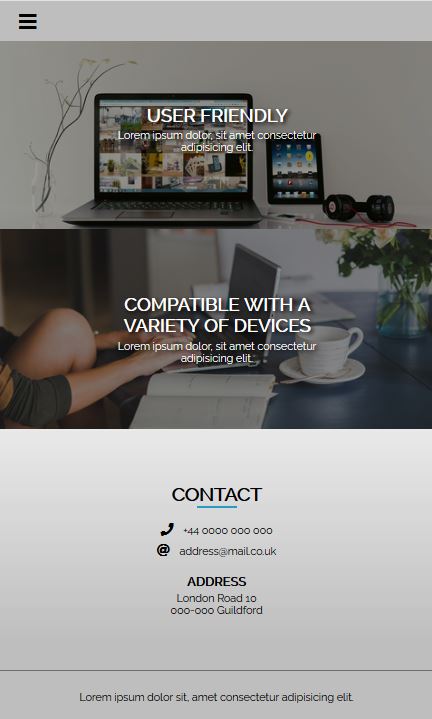 USER FRIENDLY
Lorem ipsum dolor, sit amet consectetur
adipisicing elit.
COMPATIBLE WITH A
VARIETY OF DEVICES
Lorem ipsum dolor, sit amet consectetur
adipisicing elit.
CONTACT
+44 0000 000 000
address@mail.co.uk
ADDRESS
London Road 10
000-000 Guildford
Lorem ipsum dolor sit, amet consectetur adipisicing elit.